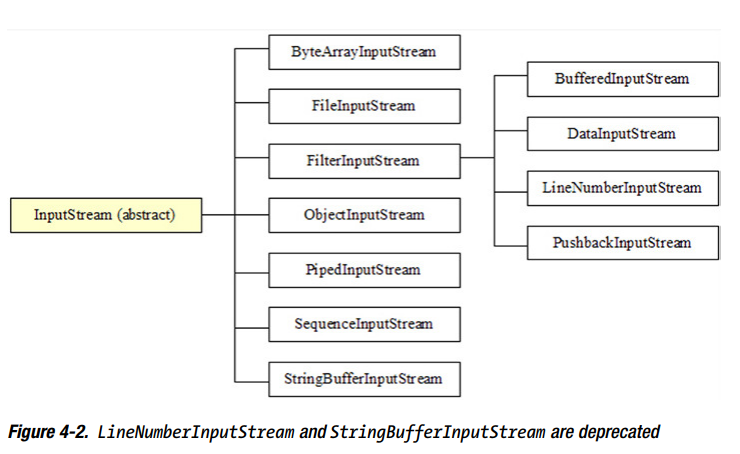 ByteArrayInputStream
FileInputStream
FilterInputStream
InputStream (abstract)
ObjectInputStream
PipedInputStream
SequenceInputStream
StringBufferInputStream
BufferedInputStream
DataInputStream
LineNumberInputStream
PushbackInputStream
Figure 4-2. LineNumberInputStream and StringBufferInputStream are deprecated